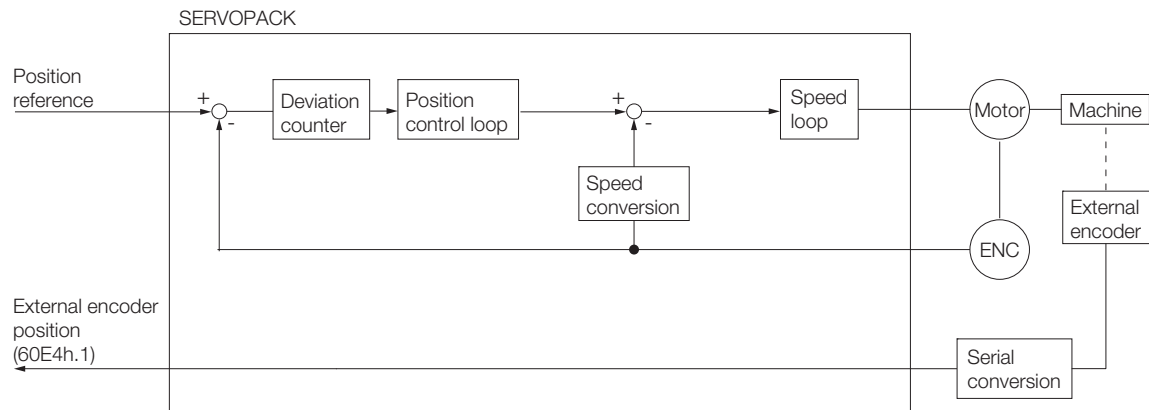 SERVOPACK
Position
reference
+
-
Deviation
counter
Position
control loop
+
-
Speed
loop
Motor
Machine
Speed
conversion
External
encoder
ENC
External encoder
position
(60E4h.1)
Serial
conversion